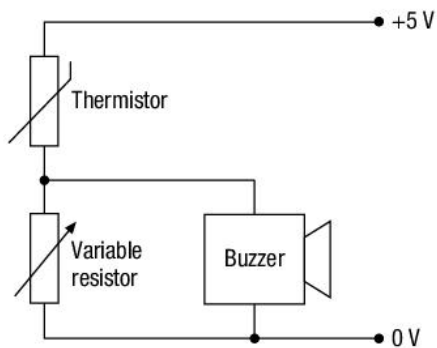 +5 V
Thermistor
Variable
resistor
Buzzer
0 V